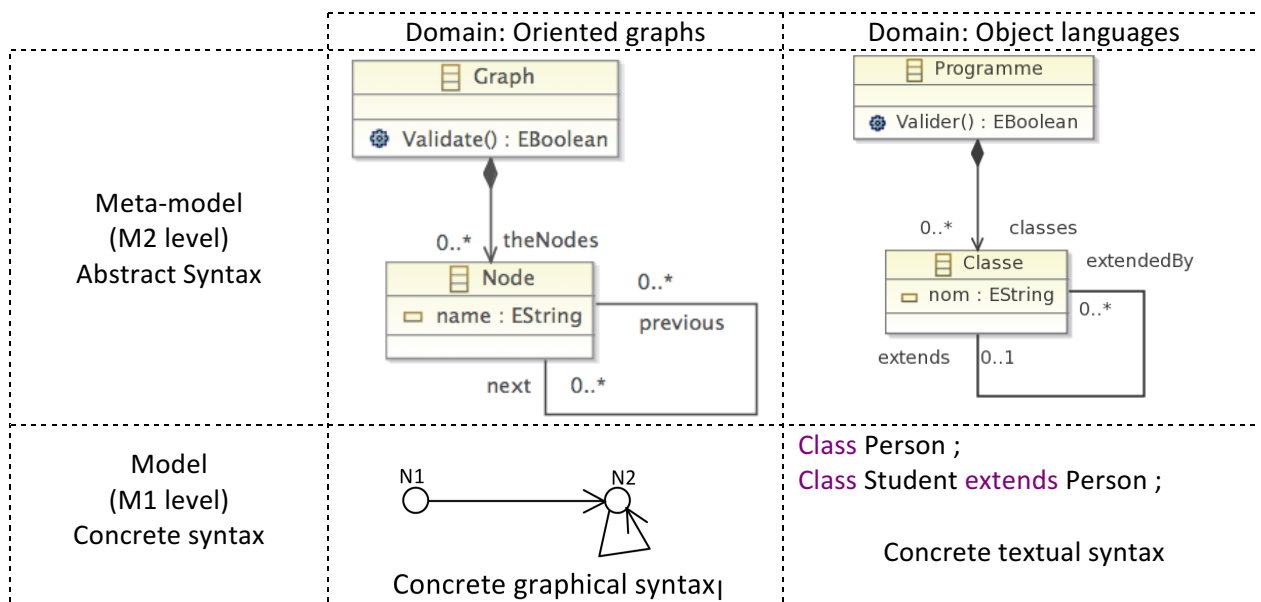 Domain: Oriented graphs
Domain: Object languages
Meta-model
(M2 level)
Abstract Syntax
Graph
Validate() : EBoolean
0..* theNodes
Node
name : EString
0..*
previous
next 0..*
Programme
Valider() : EBoolean
0..* classes
Classe
nom : EString
extendedBy
0..*
extends 0..1
Model
(M1 level)
Concrete syntax
N1
N2
Concrete graphical syntax
Class Person ;
Class Student extends Person ;
Concrete textual syntax